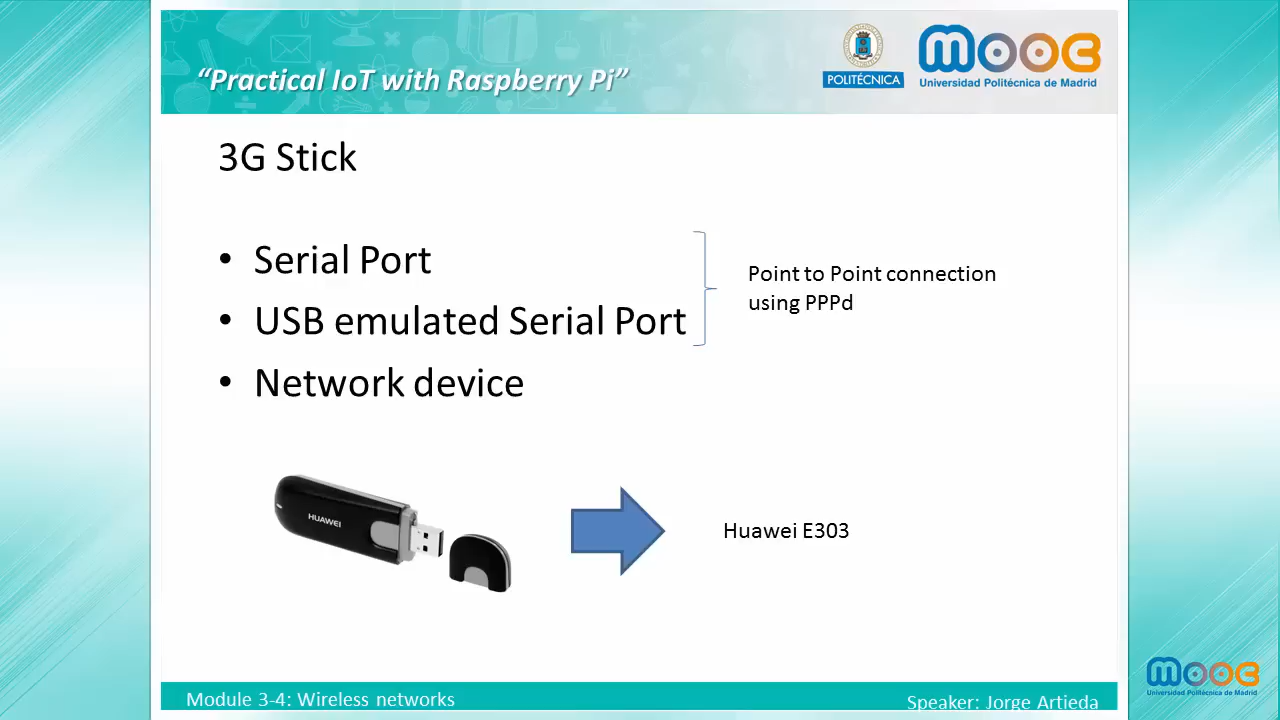 “Practical IoT with Raspberry Pi”
POLITÉCNICA
MOOC
Universidad Politécnica de Madrid
3G Stick
• Serial Port
• USB emulated Serial Port
• Network device
Point to Point connection
using PPPd
HUAWEI
Huawei E303
Module 3-4: Wireless networks
Speaker: Jorge Artieda
MOOC
Universidad Politécnica de Madrid